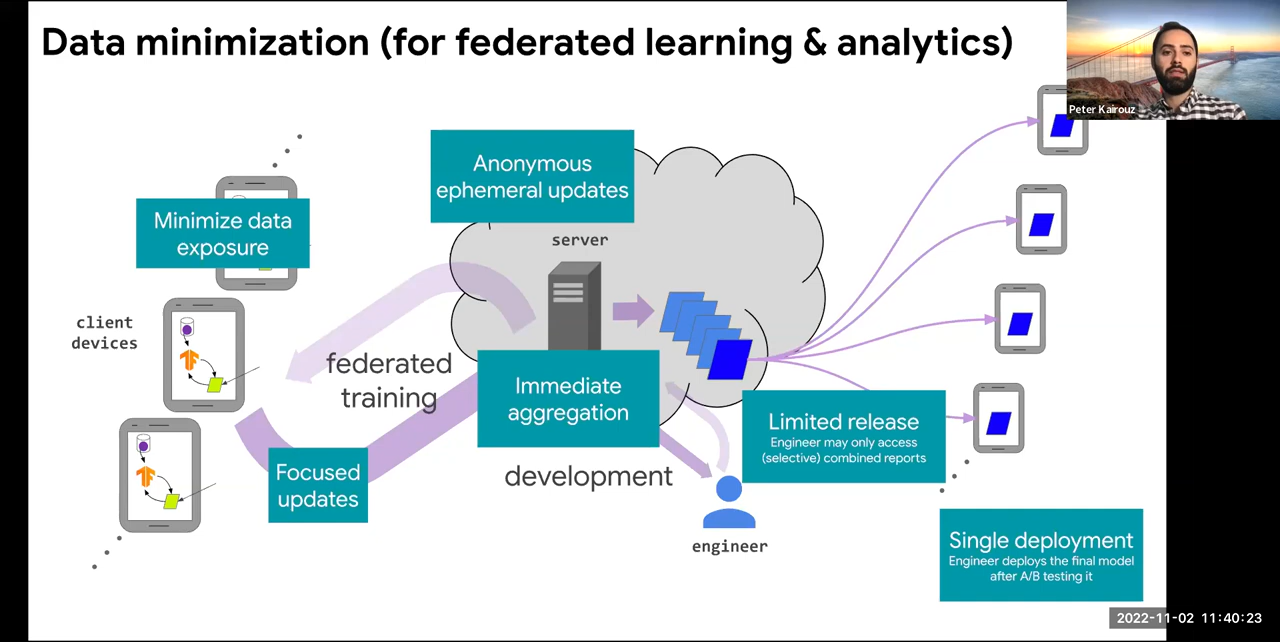 Data minimization (for federated learning & analytics)
Peter Kairouz
Anonymous
ephemeral updates
Minimize data
exposure
server
client
devices
federated
training
Immediate
aggregation
Limited release
Engineer may only access
(selective) combined reports
Focused
updates
development
engineer
Single deployment
Engineer deploys the final model
after A/B testing it
2022-11-02 11:40:23